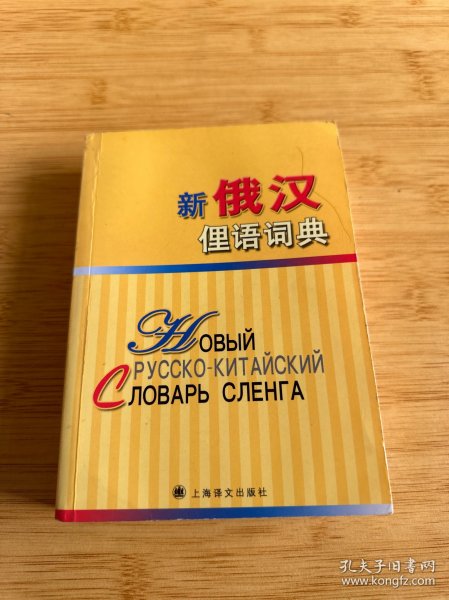 新 俄汉
俚语词典
Новый
русско-китайский
Словарь сленга
上海译文出版社
孔夫子旧书网
www.kongfz.com